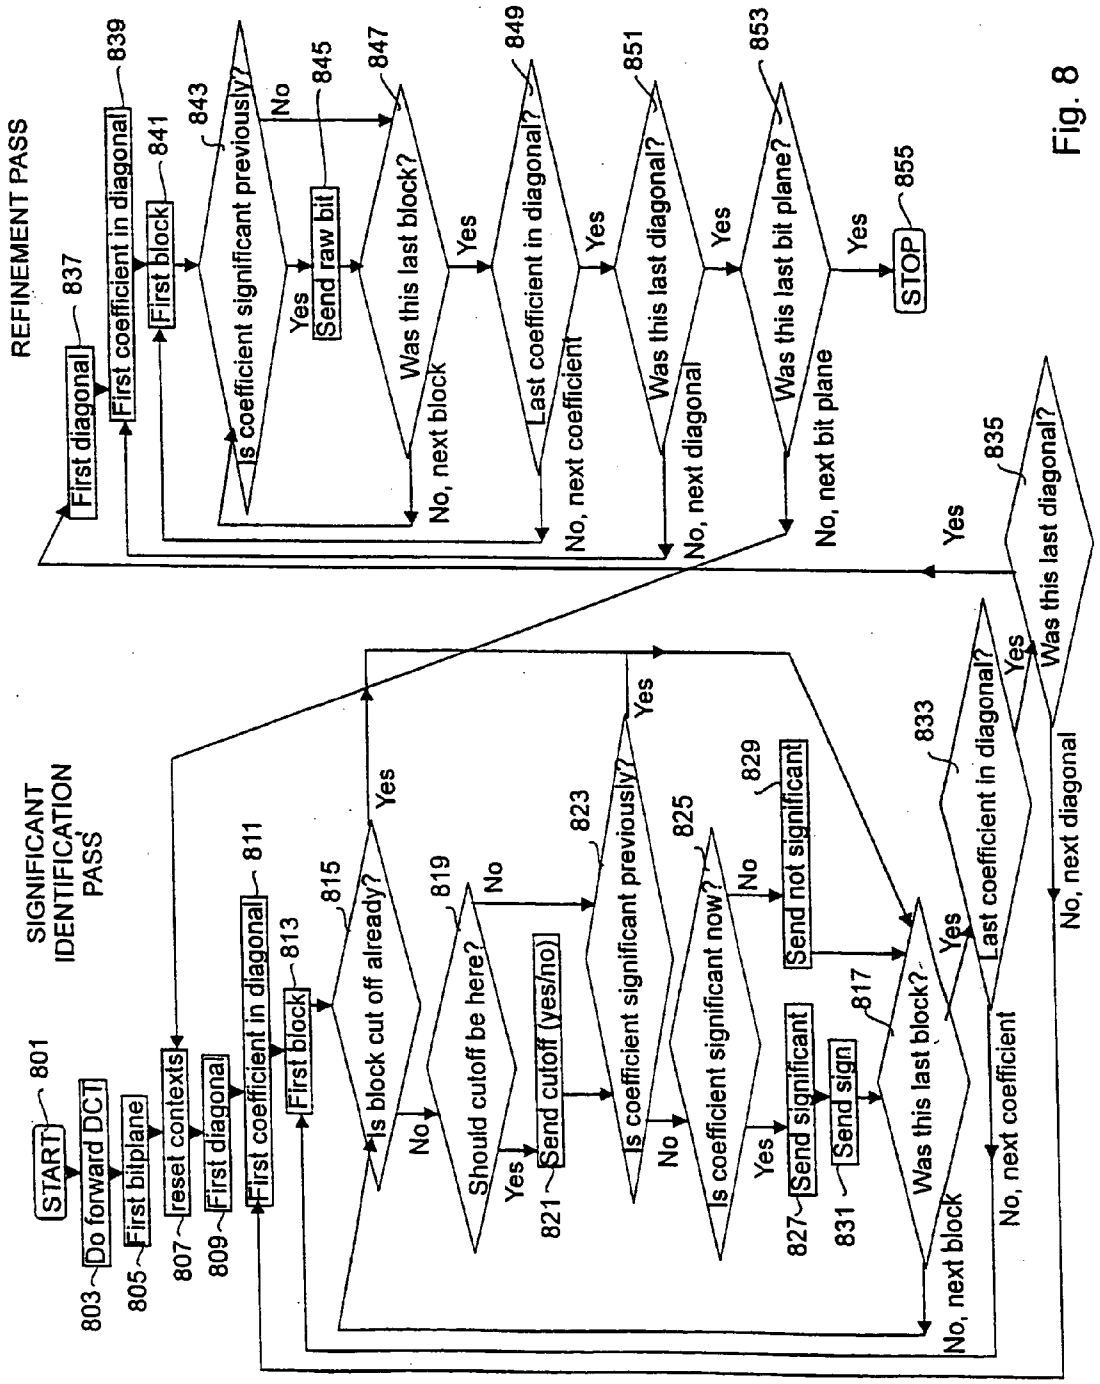 SIGNIFICANT
IDENTIFICATION
PASS
START
801
803
Do forward DCT
805
First bitplane
807
reset contexts
809
First diagonal
First coefficient in diagonal
811
First block
813
815
Is block cut off already?
Yes
No
819
Should cutoff be here?
No
Yes
Send cutoff (yes/no)
821
823
Is coefficient significant previously?
Yes
No
825
Is coefficient significant now?
No
Yes
829
Send not significant
827
Send significant
831
Send sign
817
Was this last block?
Yes
No, next block
833
Last coefficient in diagonal?
Yes
No, next coefficient
835
Was this last diagonal?
Yes
No, next diagonal
REFINEMENT PASS
First diagonal
837
First coefficient in diagonal
839
First block
841
843
Is coefficient significant previously?
No
Yes
Send raw bit
845
847
Was this last block?
Yes
No, next block
849
Last coefficient in diagonal?
Yes
No, next coefficient
851
Was this last diagonal?
Yes
No, next diagonal
853
Was this last bit plane?
Yes
No, next bit plane
STOP
855
Fig. 8